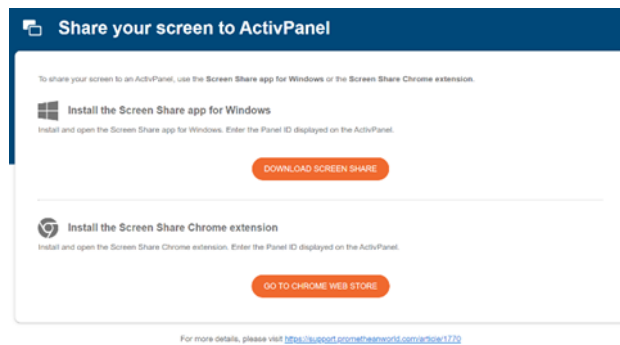 Share your screen to ActivPanel
To share your screen to an ActivPanel, use the Screen Share app for Windows or the Screen Share Chrome extension.
Install the Screen Share app for Windows
Install and open the Screen Share app for Windows. Enter the Panel ID displayed on the ActivPanel.
DOWNLOAD SCREEN SHARE
Install the Screen Share Chrome extension
Install and open the Screen Share Chrome extension. Enter the Panel ID displayed on the ActivPanel.
GO TO CHROME WEB STORE
For more details, please visit https://support.prometheanworld.com/article/1770